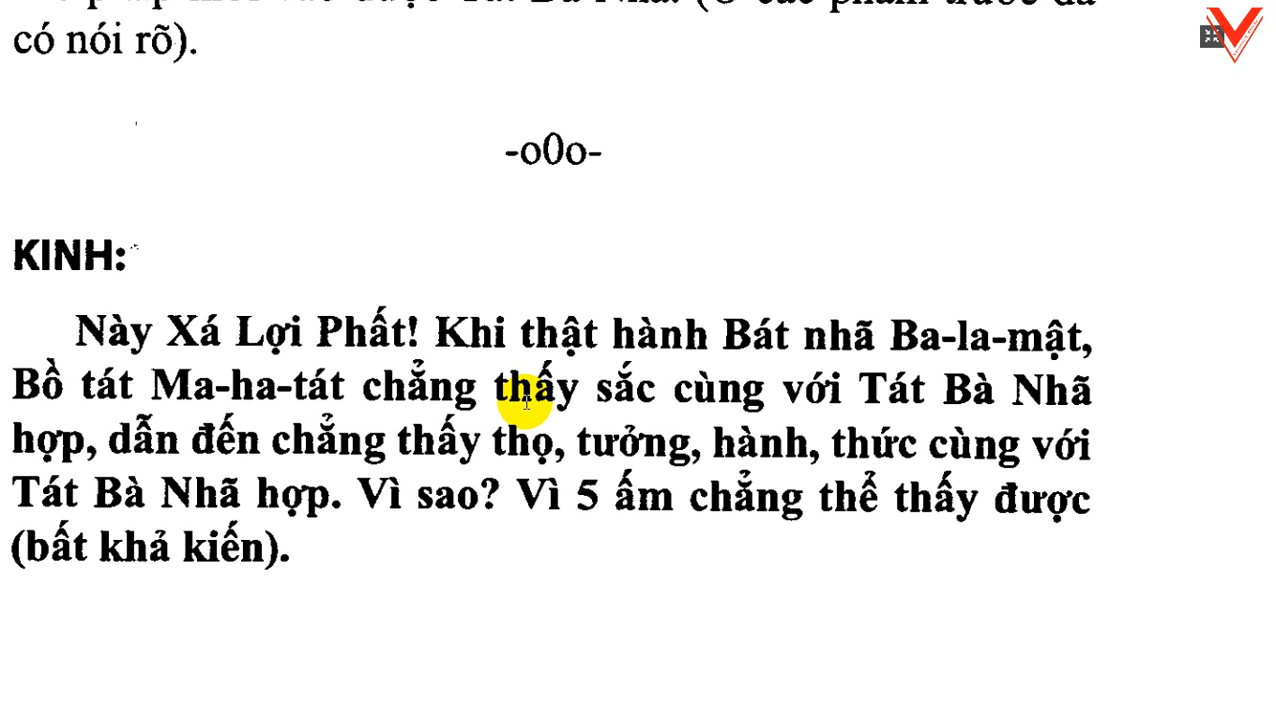 có nói rõ).
-o0o-
KINH:
Này Xá Lợi Phất! Khi thật hành Bát nhã Ba-la-mật,
Bồ tát Ma-ha-tát chẳng thấy sắc cùng với Tát Bà Nhã
hợp, dẫn đến chẳng thấy thọ, tưởng, hành, thức cùng với
Tát Bà Nhã hợp. Vì sao? Vì 5 ấm chẳng thể thấy được
(bất khả kiến).